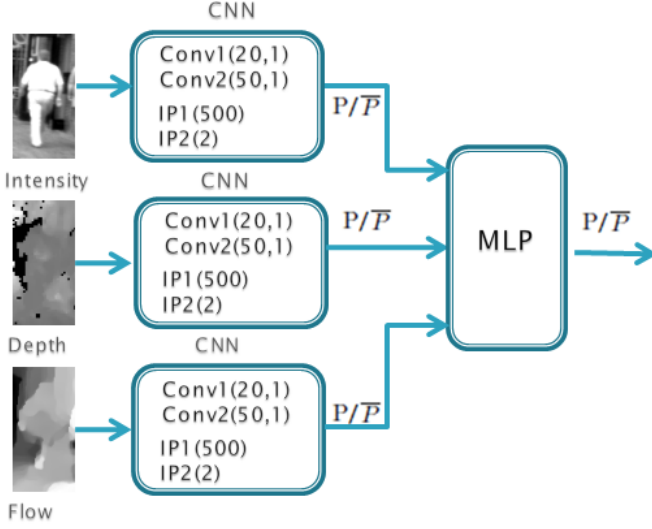 CNN
Conv1(20,1)
Conv2(50,1)
IP1(500)
IP2(2)
P/P̅
Intensity
CNN
Conv1(20,1)
Conv2(50,1)
IP1(500)
IP2(2)
P/P̅
MLP
P/P̅
Depth
CNN
Conv1(20,1)
Conv2(50,1)
IP1(500)
IP2(2)
P/P̅
Flow